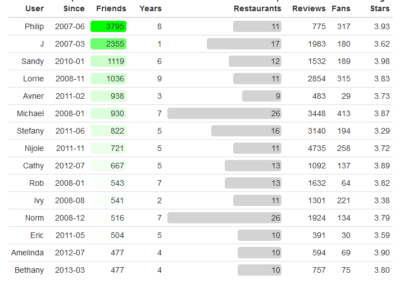 User Since Friends Years Restaurants Reviews Fans Stars
Philip 2007-06 3795 8 11 775 317 3.93
J 2007-03 2355 1 17 1983 180 3.62
Sandy 2010-01 1119 6 12 1532 189 3.98
Lorrie 2008-11 1036 9 11 2854 315 3.83
Avner 2011-02 938 3 9 483 29 3.73
Michael 2008-01 930 7 26 3448 413 3.87
Stefany 2011-06 822 5 16 3140 194 3.29
Nijole 2011-11 721 5 11 4735 258 3.72
Cathy 2012-07 667 5 13 1092 137 3.89
Rob 2008-01 543 7 13 1632 64 3.82
Ivy 2008-08 541 2 11 1301 221 3.38
Norm 2008-12 516 7 26 1924 134 3.79
Eric 2011-05 504 5 10 391 30 3.59
Amelinda 2012-07 477 4 10 594 69 3.90
Bethany 2013-03 477 4 10 757 75 3.80